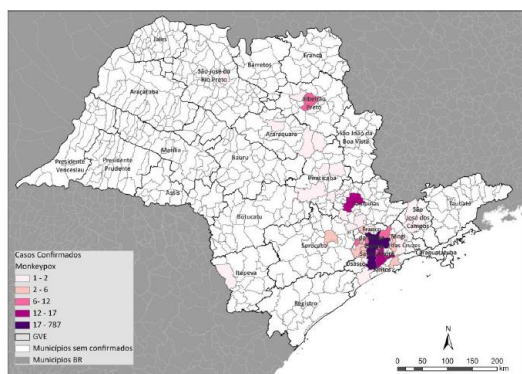 Jales
Franca
Barretos
São José do
Rio Preto
Ribeirão
Preto
Araçatuba
Araraquara
São João da
Boa Vista
Marília
Bauru
Piracicaba
Presidente
Venceslau
Presidente
Prudente
Assis
Campinas
Botucatu
São
José dos
Campos
Taubaté
Franco
Mogi
das Cruzes
Sorocaba
Osasco
Caraguatatuba
Santos
Itapeva
Registro
Casos Confirmados
Monkeypox
1 - 2
2 - 6
6 - 12
12 - 17
17 - 787
GVE
Municípios sem confirmados
Municípios BR
N
0 50 100 150 200
km